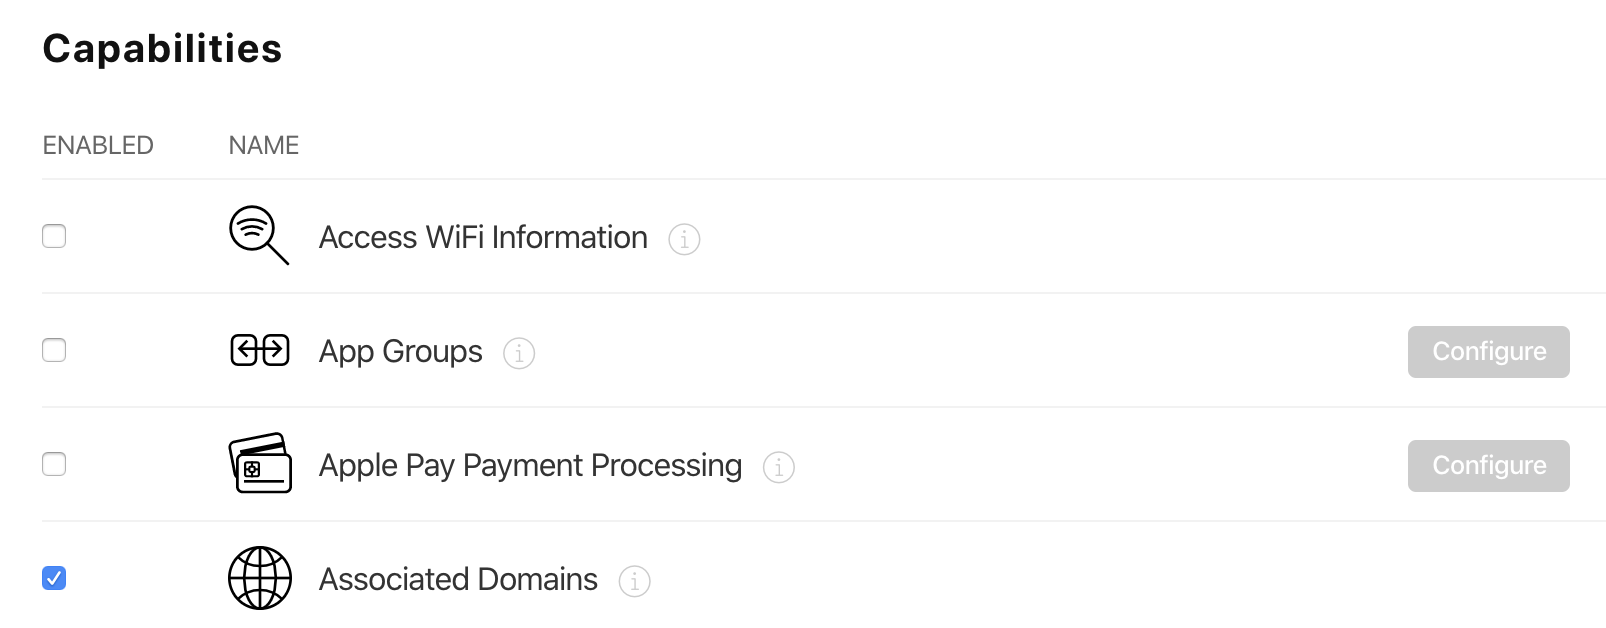 Capabilities
ENABLED NAME
Access WiFi Information
App Groups Configure
Apple Pay Payment Processing Configure
Associated Domains